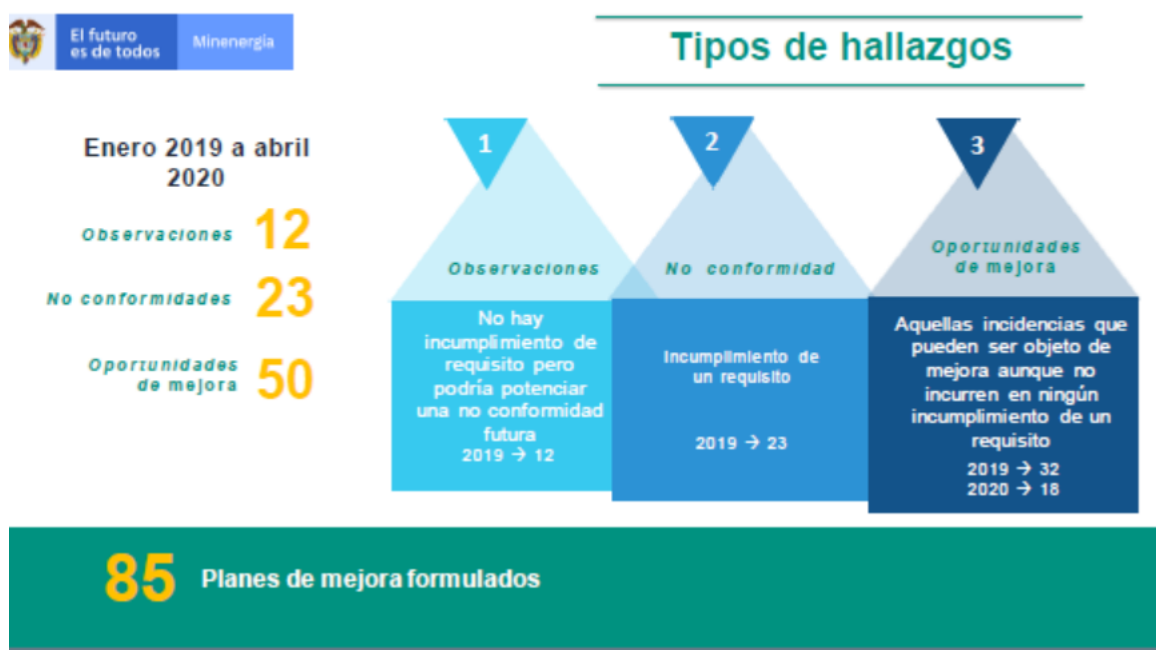 El futuro
es de todos
Minenergia
Tipos de hallazgos
Enero 2019 a abril
2020
Observaciones 12
No conformidades 23
Oportunidades
de mejora 50
1
Observaciones
No hay
incumplimiento de
requisito pero
podría potenciar
una no conformidad
futura
2019 → 12
2
No conformidad
Incumplimiento de
un requisito
2019 → 23
3
Oportunidades
de mejora
Aquellas incidencias que
pueden ser objeto de
mejora aunque no
incurren en ningún
incumplimiento de un
requisito
2019 → 32
2020 → 18
85 Planes de mejora formulados